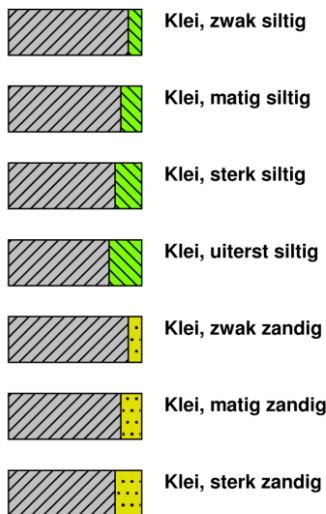 Klei, zwak siltig
Klei, matig siltig
Klei, sterk siltig
Klei, uiterst siltig
Klei, zwak zandig
Klei, matig zandig
Klei, sterk zandig